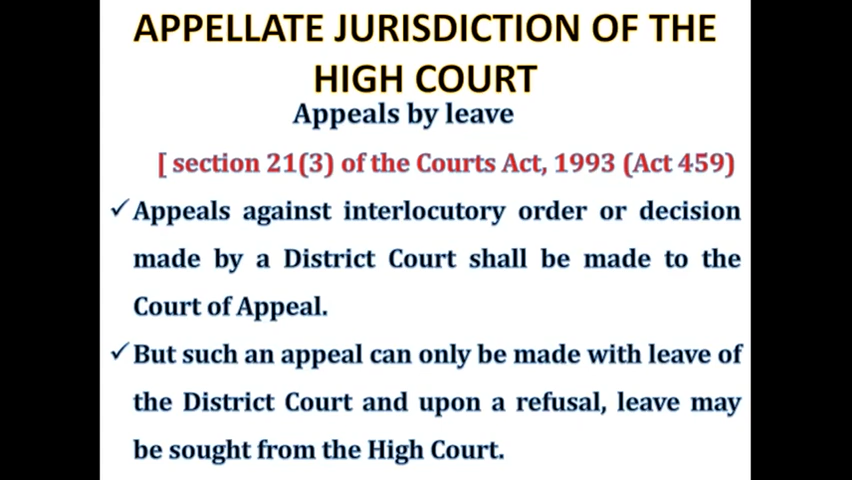 APPELLATE JURISDICTION OF THE
HIGH COURT
Appeals by leave
[ section 21(3) of the Courts Act, 1993 (Act 459)
✓ Appeals against interlocutory order or decision
made by a District Court shall be made to the
Court of Appeal.
✓ But such an appeal can only be made with leave of
the District Court and upon a refusal, leave may
be sought from the High Court.